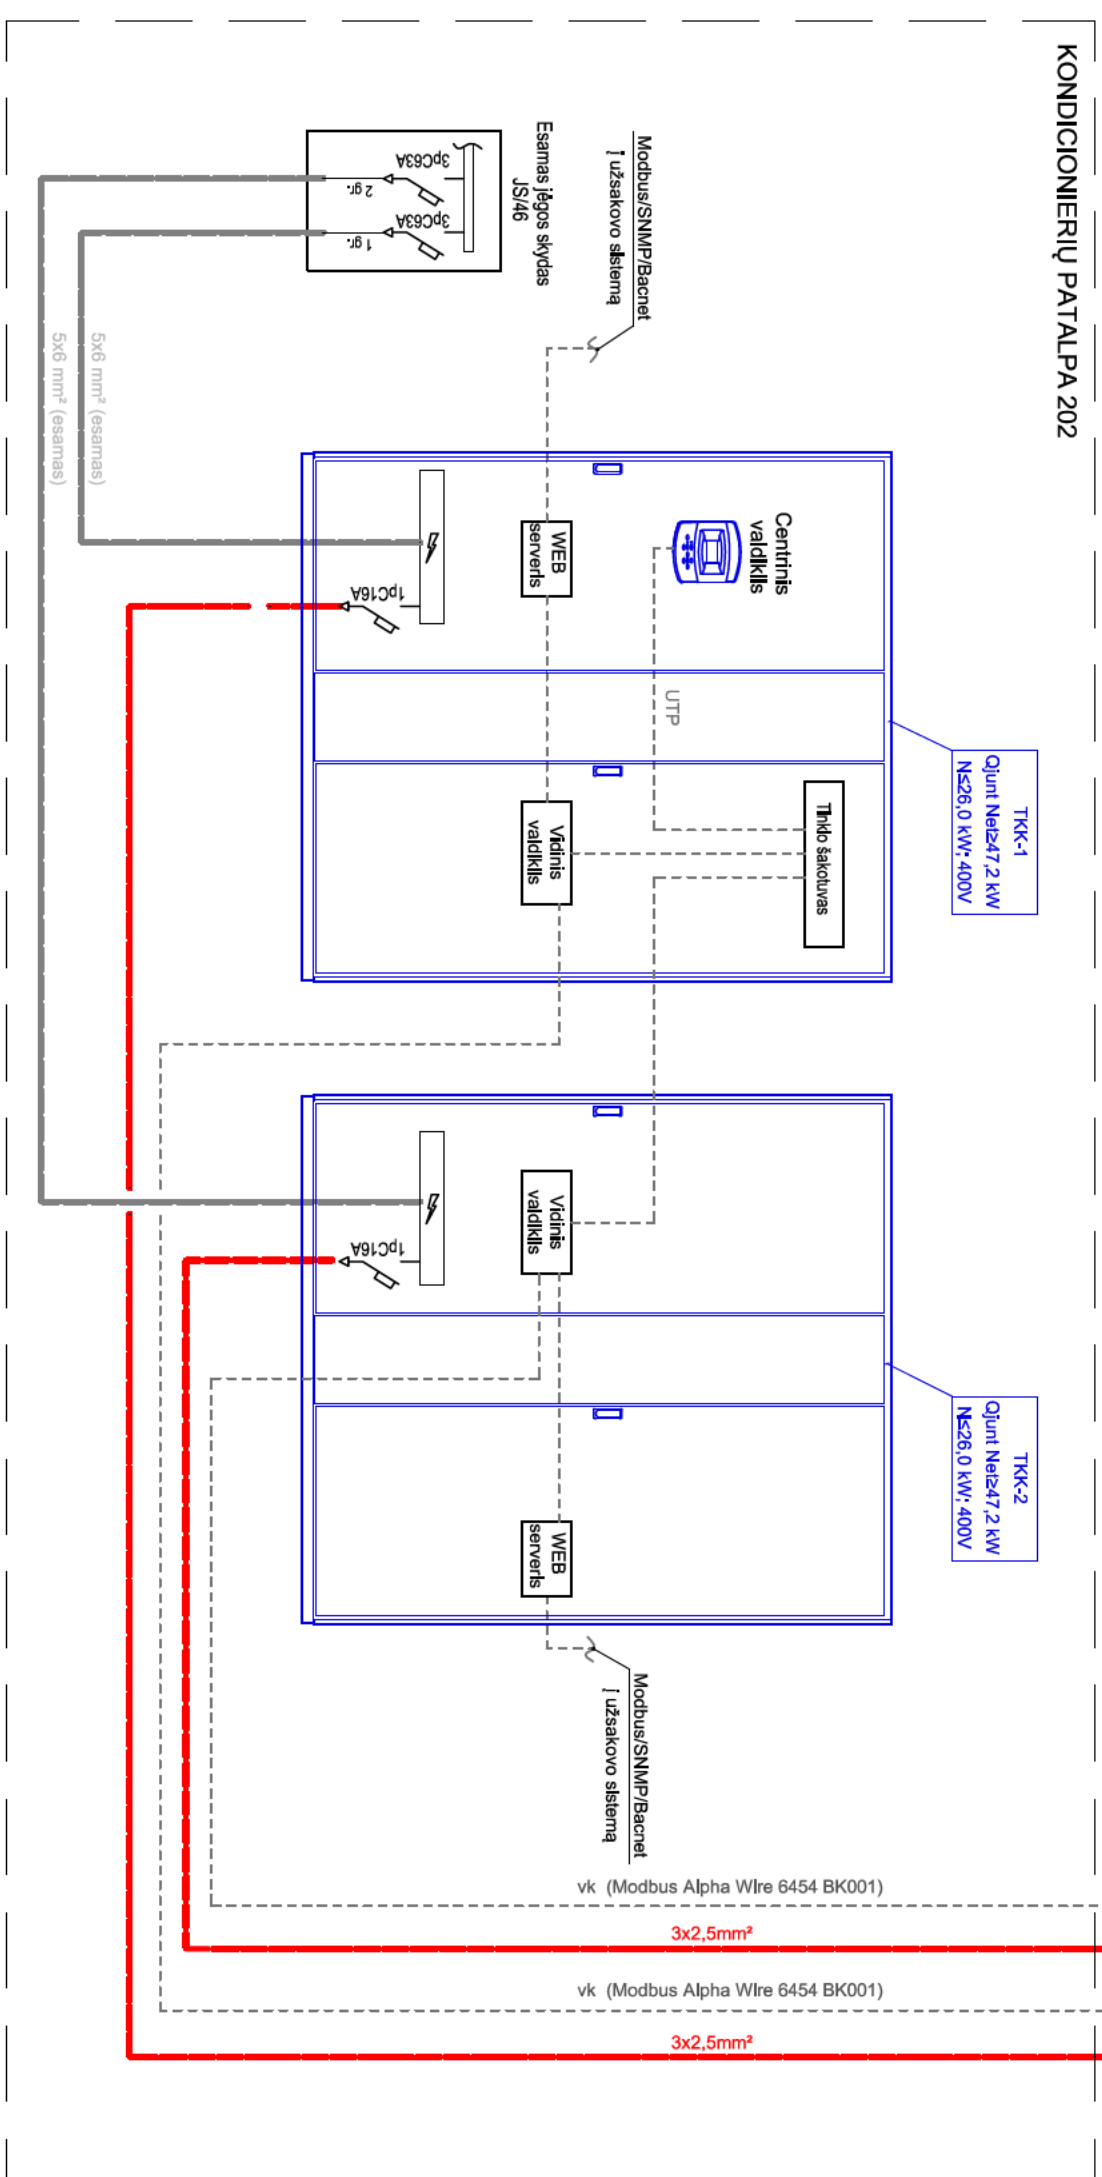 KONDICIONIERIŲ PATALPA 202
Modbus/SNMP/Bacnet
į užsakovo sistemą
Esamas jėgos skydas
JS/46
3pC63A
2 gr.
3pC63A
1 gr.
5x6 mm² (esamas)
5x6 mm² (esamas)
TKK-1
Qjunt Net≥47,2 kW
N≤26,0 kW; 400V
Centrinis
valdiklis
WEB
serveris
1pC16A
UTP
Tinklo šakotuvas
Vidinis
valdiklis
TKK-2
Qjunt Net≥47,2 kW
N≤26,0 kW; 400V
Vidinis
valdiklis
1pC16A
WEB
serveris
Modbus/SNMP/Bacnet
į užsakovo sistemą
vk (Modbus Alpha Wire 6454 BK001)
3x2,5mm²
vk (Modbus Alpha Wire 6454 BK001)
3x2,5mm²